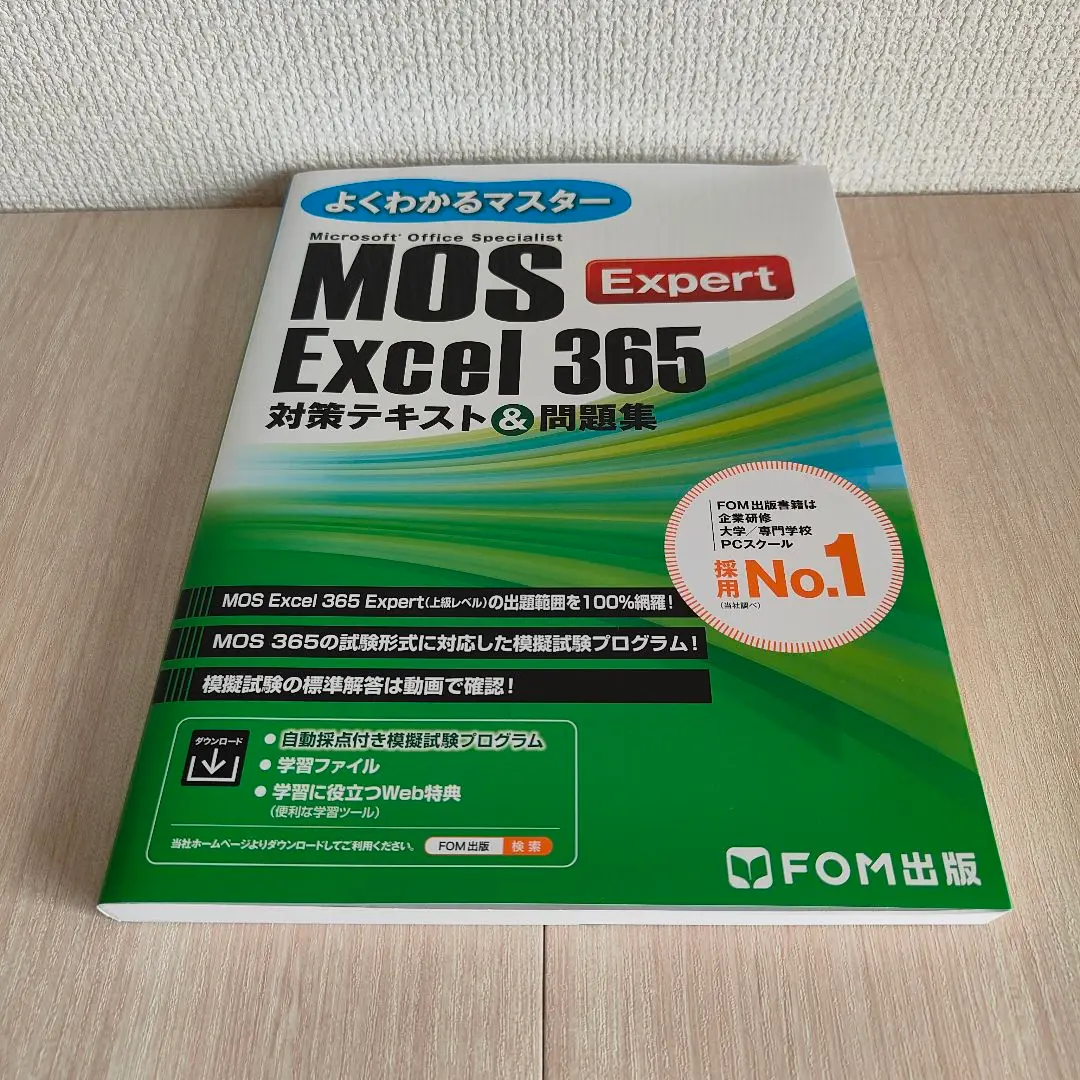 よくわかるマスター
Microsoft® Office Specialist
MOS Expert
Excel 365
対策テキスト&問題集
FOM出版書籍は
企業研修
大学/専門学校
PCスクール
採用 No.1
(当社調べ)
MOS Excel 365 Expert(上級レベル)の出題範囲を100%網羅!
MOS 365の試験形式に対応した模擬試験プログラム!
模擬試験の標準解答は動画で確認!
ダウンロード
●自動採点付き模擬試験プログラム
●学習ファイル
●学習に役立つWeb特典
(便利な学習ツール)
当社ホームページよりダウンロードしてご利用ください。 FOM出版 検索
FOM出版